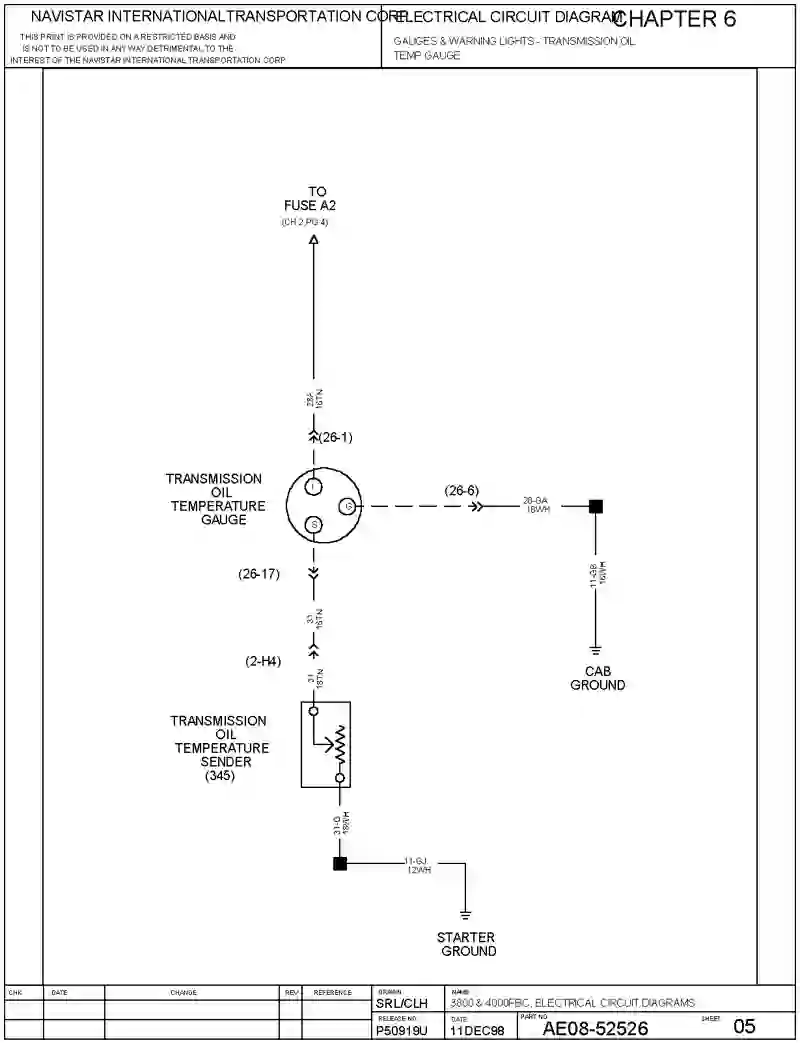 NAVISTAR INTERNATIONAL TRANSPORTATION CORP.
THIS PRINT IS PROVIDED ON A RESTRICTED BASIS AND
IS NOT TO BE USED IN ANY WAY DETRIMENTAL TO THE
INTEREST OF THE NAVISTAR INTERNATIONAL TRANSPORTATION CORP
ELECTRICAL CIRCUIT DIAGRAM
CHAPTER 6
GAUGES & WARNING LIGHTS - TRANSMISSION OIL
TEMP GAUGE
TO
FUSE A2
(CH 2,PG 4)
28A
16TN
(26-1)
TRANSMISSION
OIL
TEMPERATURE
GAUGE
I
G
S
(26-6)
28-GA
18WH
(26-17)
31
16TN
11-GB
16WH
(2-H4)
31
18TN
CAB
GROUND
TRANSMISSION
OIL
TEMPERATURE
SENDER
(345)
31-G
18WH
11-GJ
12WH
STARTER
GROUND
CHK
DATE
CHANGE
REV
REFERENCE
DRAWN
SRL/CLH
NAME
3800 & 4000FBC, ELECTRICAL CIRCUIT DIAGRAMS
RELEASE NO.
P50919U
DATE
11DEC98
PART NO
AE08-52526
SHEET
05